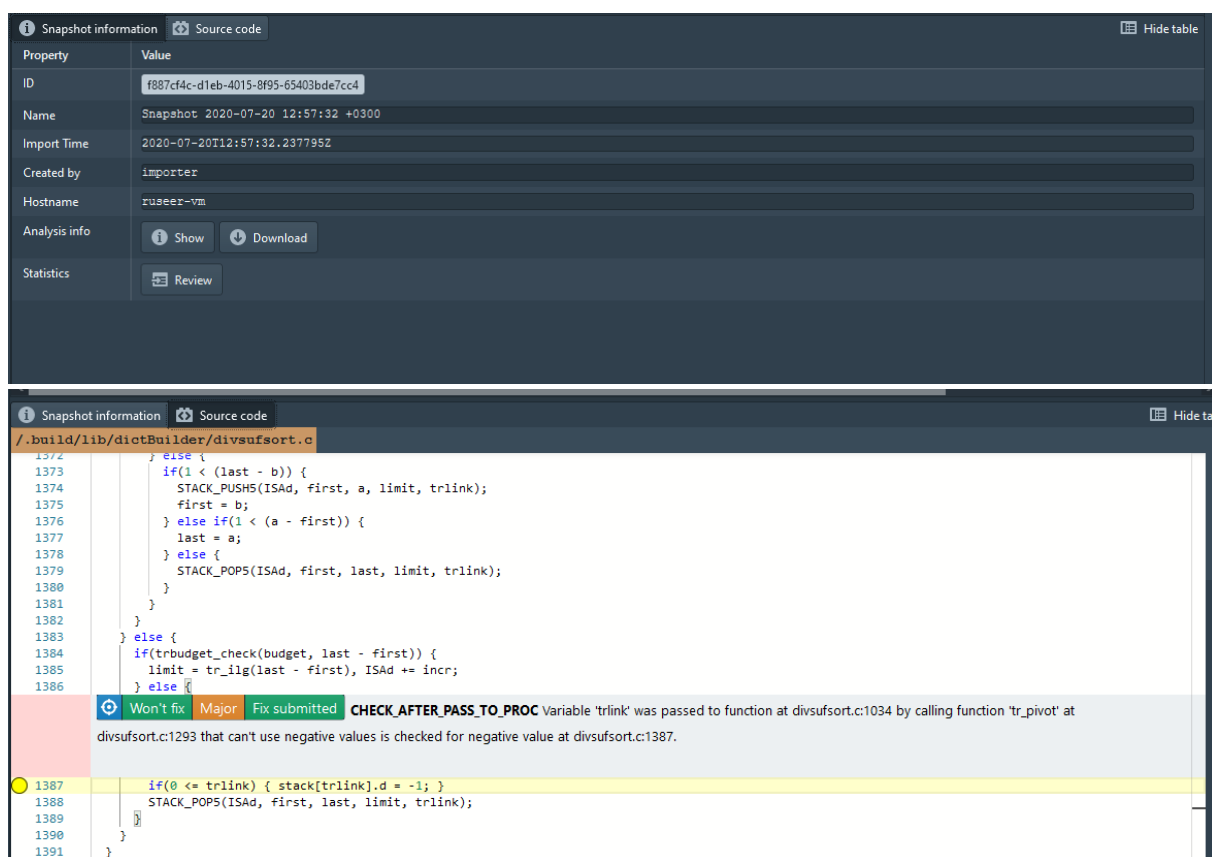 Snapshot information Source code Hide table
Property Value
ID f887cf4c-d1eb-4015-8f95-65403bde7cc4
Name Snapshot 2020-07-20 12:57:32 +0300
Import Time 2020-07-20T12:57:32.237795Z
Created by importer
Hostname ruseer-vm
Analysis info Show Download
Statistics Review
Snapshot information Source code Hide ta
/.build/lib/dictBuilder/divsufsort.c
1372 } else {
1373 if(1 < (last - b)) {
1374 STACK_PUSH5(ISAd, first, a, limit, trlink);
1375 first = b;
1376 } else if(1 < (a - first)) {
1377 last = a;
1378 } else {
1379 STACK_POP5(ISAd, first, last, limit, trlink);
1380 }
1381 }
1382 }
1383 } else {
1384 if(trbudget_check(budget, last - first)) {
1385 limit = tr_ilg(last - first), ISAd += incr;
1386 } else {
Won't fix Major Fix submitted CHECK_AFTER_PASS_TO_PROC Variable 'trlink' was passed to function at divsufsort.c:1034 by calling function 'tr_pivot' at
divsufsort.c:1293 that can't use negative values is checked for negative value at divsufsort.c:1387.
1387 if(0 <= trlink) { stack[trlink].d = -1; }
1388 STACK_POP5(ISAd, first, last, limit, trlink);
1389 }
1390 }
1391 }